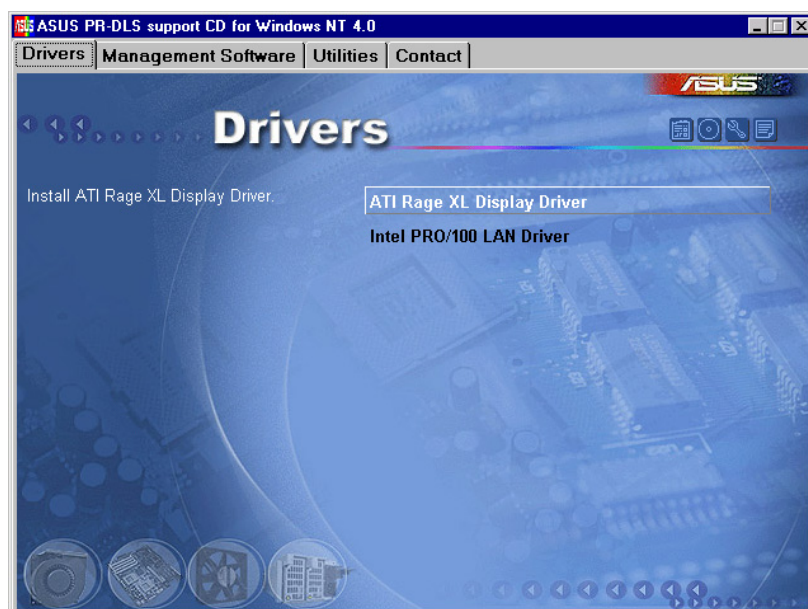 ASUS PR-DLS support CD for Windows NT 4.0
Drivers
Management Software
Utilities
Contact
ASUS
Drivers
Install ATI Rage XL Display Driver.
ATI Rage XL Display Driver
Intel PRO/100 LAN Driver